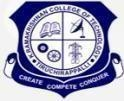 K.RAMAKRISHNAN COLLEGE OF TECHNOLOGY
TIRUCHIRAPPALLI
CREATE COMPETE CONQUER